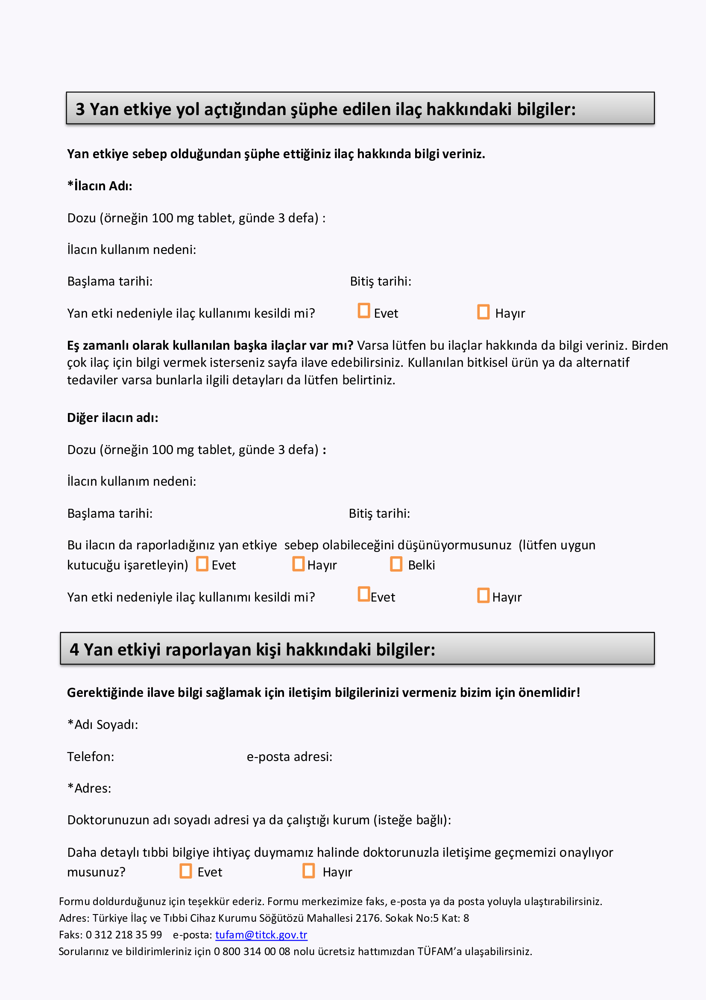 3 Yan etkiye yol açtığından şüphe edilen ilaç hakkındaki bilgiler:
Yan etkiye sebep olduğundan şüphe ettiğiniz ilaç hakkında bilgi veriniz.
*İlacın Adı:
Dozu (örneğin 100 mg tablet, günde 3 defa) :
İlacın kullanım nedeni:
Başlama tarihi: Bitiş tarihi:
Yan etki nedeniyle ilaç kullanımı kesildi mi? Evet Hayır
Eş zamanlı olarak kullanılan başka ilaçlar var mı? Varsa lütfen bu ilaçlar hakkında da bilgi veriniz. Birden
çok ilaç için bilgi vermek isterseniz sayfa ilave edebilirsiniz. Kullanılan bitkisel ürün ya da alternatif
tedaviler varsa bunlarla ilgili detayları da lütfen belirtiniz.
Diğer ilacın adı:
Dozu (örneğin 100 mg tablet, günde 3 defa) :
İlacın kullanım nedeni:
Başlama tarihi: Bitiş tarihi:
Bu ilacın da raporladığınız yan etkiye sebep olabileceğini düşünüyormusunuz (lütfen uygun
kutucuğu işaretleyin) Evet Hayır Belki
Yan etki nedeniyle ilaç kullanımı kesildi mi? Evet Hayır
4 Yan etkiyi raporlayan kişi hakkındaki bilgiler:
Gerektiğinde ilave bilgi sağlamak için iletişim bilgilerinizi vermeniz bizim için önemlidir!
*Adı Soyadı:
Telefon: e-posta adresi:
*Adres:
Doktorunuzun adı soyadı adresi ya da çalıştığı kurum (isteğe bağlı):
Daha detaylı tıbbi bilgiye ihtiyaç duymamız halinde doktorunuzla iletişime geçmemizi onaylıyor
musunuz? Evet Hayır
Formu doldurduğunuz için teşekkür ederiz. Formu merkezimize faks, e-posta ya da posta yoluyla ulaştırabilirsiniz.
Adres: Türkiye İlaç ve Tıbbi Cihaz Kurumu Söğütözü Mahallesi 2176. Sokak No:5 Kat: 8
Faks: 0 312 218 35 99 e-posta: tufam@titck.gov.tr
Sorularınız ve bildirimleriniz için 0 800 314 00 08 nolu ücretsiz hattımızdan TÜFAM’a ulaşabilirsiniz.